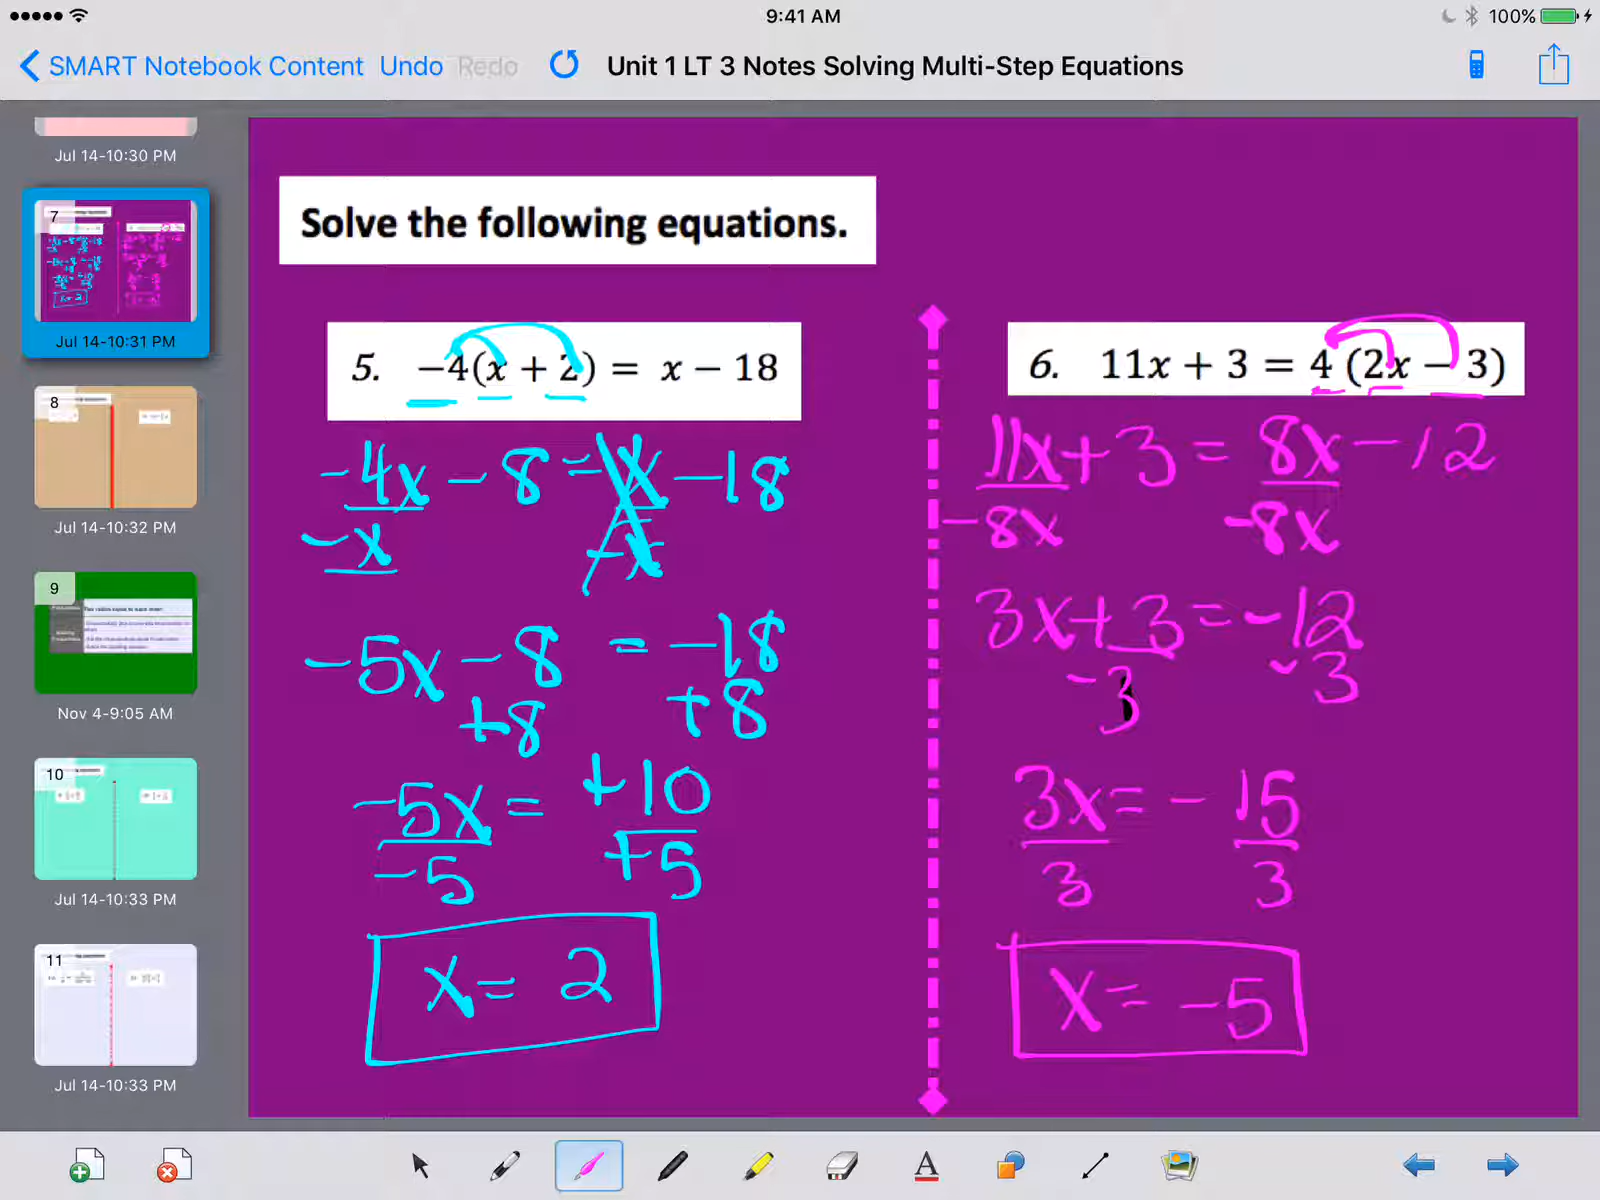 9:41 AM
100%
SMART Notebook Content Undo Redo
Unit 1 LT 3 Notes Solving Multi-Step Equations
Jul 14-10:30 PM
7
Jul 14-10:31 PM
8
Jul 14-10:32 PM
9
Nov 4-9:05 AM
10
Jul 14-10:33 PM
11
Jul 14-10:33 PM
Solve the following equations.
5. −4(x + 2) = x − 18
-4x - 8 = x - 18
-x -x
-5x - 8 = -18
+8 +8
-5x = +10
-5 +5
x = 2
6. 11x + 3 = 4 (2x − 3)
11x + 3 = 8x - 12
-8x -8x
3x + 3 = -12
-3 -3
3x = -15
3 3
x = -5
A